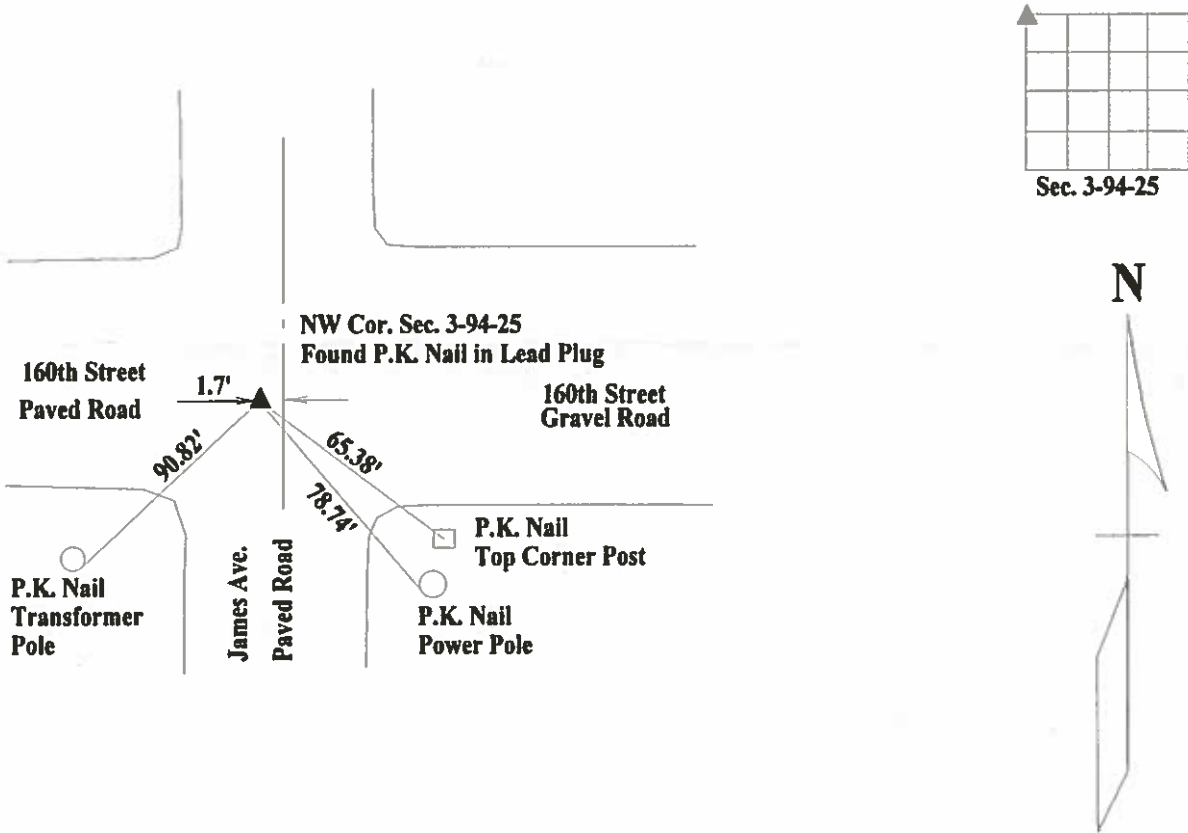 Sec. 3-94-25
N
NW Cor. Sec. 3-94-25
Found P.K. Nail in Lead Plug
160th Street
Paved Road
1.7'
160th Street
Gravel Road
90.82'
65.38'
78.74'
P.K. Nail
Top Corner Post
P.K. Nail
Transformer
Pole
James Ave.
Paved Road
P.K. Nail
Power Pole